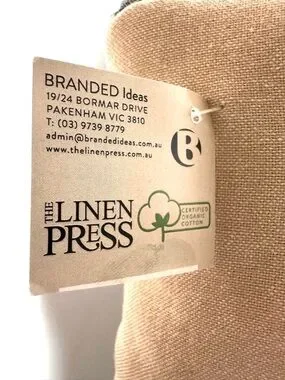 BRANDED Ideas
19/24 BORMAR DRIVE
PAKENHAM VIC 3810
T: (03) 9739 8779
admin@brandedideas.com.au
www.thelinenpress.com.au
B
THE LINEN
PRESS
CERTIFIED
ORGANIC
COTTON